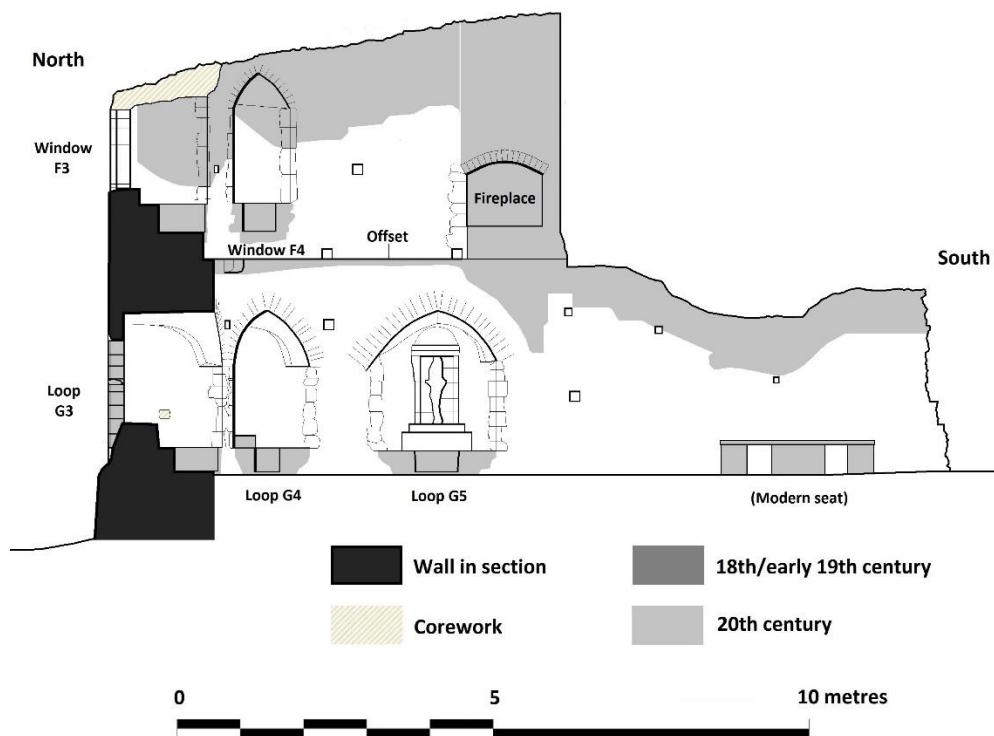 North
Window
F3
Fireplace
Window F4
Offset
South
Loop
G3
Loop G4
Loop G5
(Modern seat)
Wall in section
18th/early 19th century
Corework
20th century
0
5
10 metres